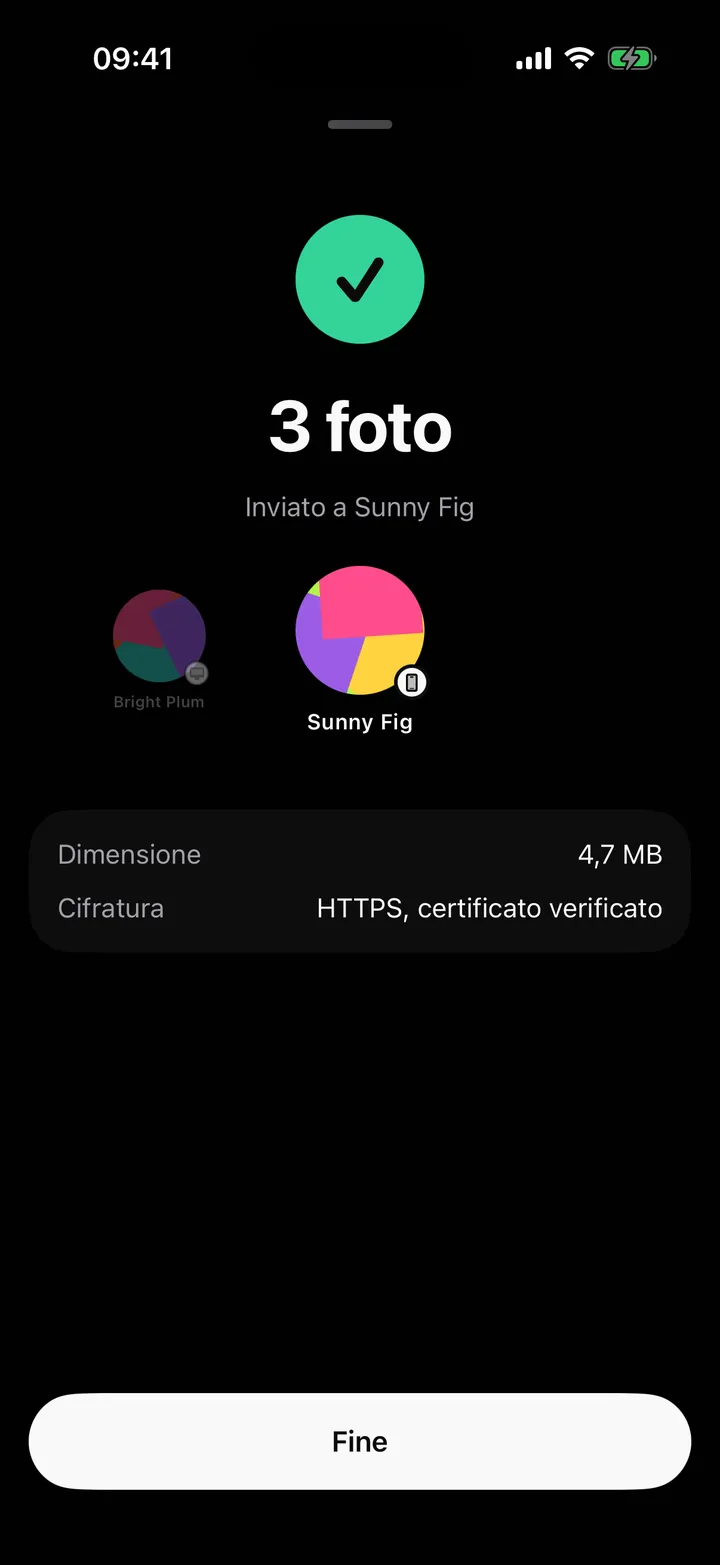 09:41
3 foto
Inviato a Sunny Fig
Bright Plum
Sunny Fig
Dimensione 4,7 MB
Cifratura HTTPS, certificato verificato
Fine